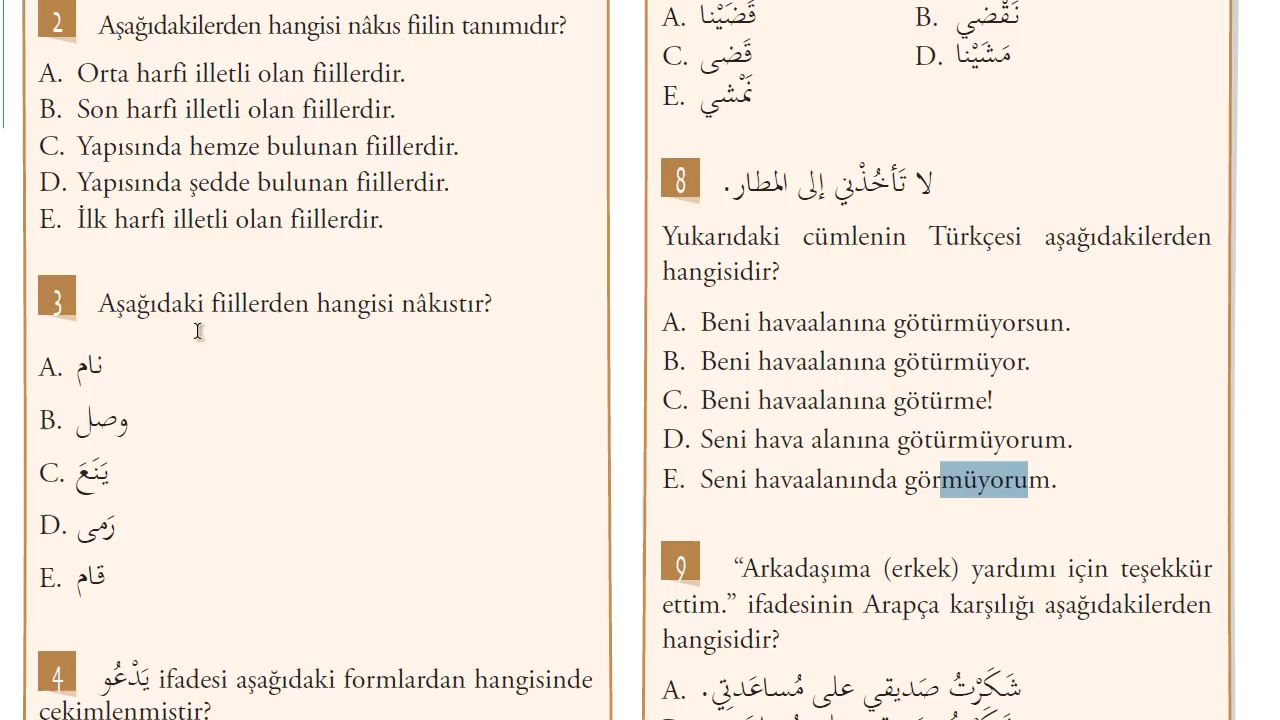 2 Aşağıdakilerden hangisi nâkıs fiilin tanımıdır?
A. Orta harfi illetli olan fiillerdir.
B. Son harfi illetli olan fiillerdir.
C. Yapısında hemze bulunan fiillerdir.
D. Yapısında şedde bulunan fiillerdir.
E. İlk harfi illetli olan fiillerdir.
3 Aşağıdaki fiillerden hangisi nâkıstır?
A. نام
B. وصل
C. يَنَعَ
D. رَمى
E. قام
4 يَدْعُو ifadesi aşağıdaki formlardan hangisinde
çekimlenmiştir?
A. قَضَيْنا B. نَقْضي
C. قَضى D. مَشَيْنا
E. نَمْشي
8 لا تَأْخُذْني إلى المطار.
Yukarıdaki cümlenin Türkçesi aşağıdakilerden
hangisidir?
A. Beni havaalanına götürmüyorsun.
B. Beni havaalanına götürmüyor.
C. Beni havaalanına götürme!
D. Seni hava alanına götürmüyorum.
E. Seni havaalanında görmüyorum.
9 “Arkadaşıma (erkek) yardımı için teşekkür
ettim.” ifadesinin Arapça karşılığı aşağıdakilerden
hangisidir?
A. شَكَرْتُ صَديقي على مُساعَدتِي.